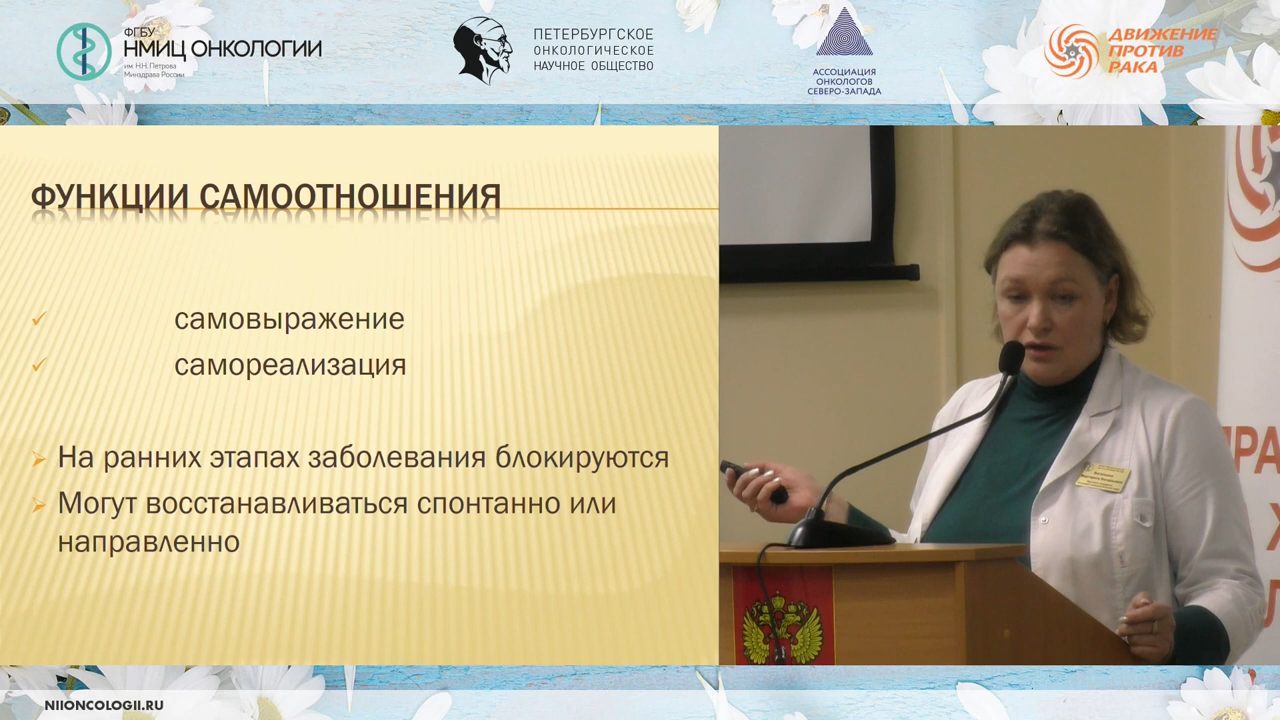 ФГБУ
НМИЦ ОНКОЛОГИИ
им. Н.Н. Петрова
Минздрава России
ПЕТЕРБУРГСКОЕ
ОНКОЛОГИЧЕСКОЕ
НАУЧНОЕ ОБЩЕСТВО
АССОЦИАЦИЯ
ОНКОЛОГОВ
СЕВЕРО-ЗАПАДА
ДВИЖЕНИЕ
ПРОТИВ
РАКА
ФУНКЦИИ САМООТНОШЕНИЯ
самовыражение
самореализация
На ранних этапах заболевания блокируются
Могут восстанавливаться спонтанно или
направленно
NIIONCOLOGII.RU